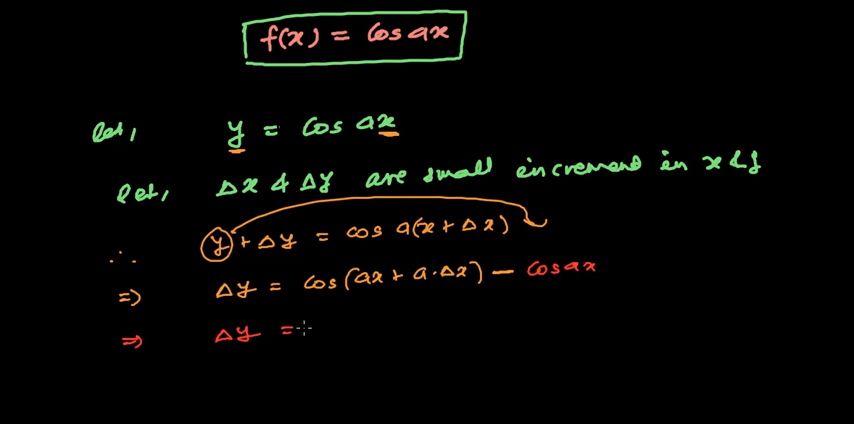 f(x) = cos ax
let, y = cos ax
let, Δx & Δy are small increment in x & y
∴ y + Δy = cos a(x + Δx)
=> Δy = cos(ax + a·Δx) - cos ax
=> Δy =